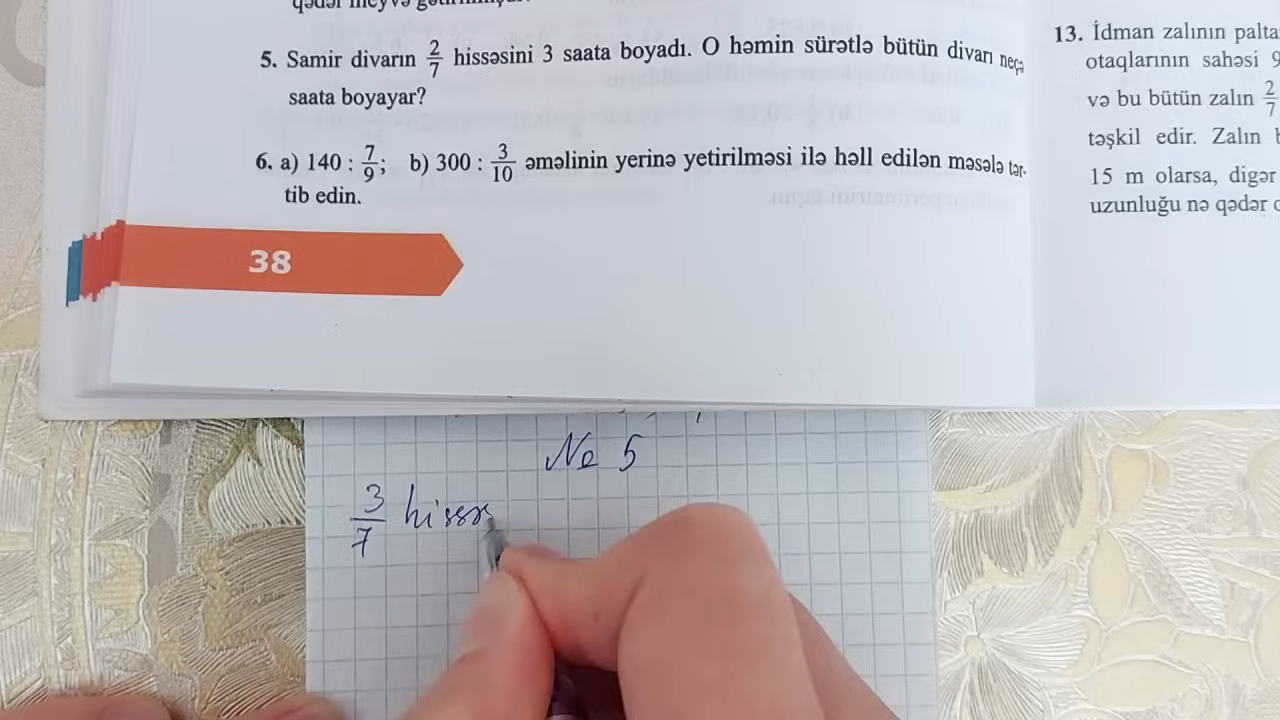 5. Samir divarın 2/7 hissəsini 3 saata boyadı. O həmin sürətlə bütün divarı neçə
saata boyayar?
6. a) 140 : 7/9; b) 300 : 3/10 əməlinin yerinə yetirilməsi ilə həll edilən məsələ tər-
tib edin.
38
13. İdman zalının palta
otaqlarının sahəsi 9
və bu bütün zalın 2/7
təşkil edir. Zalın
15 m olarsa, digər
uzunluğu nə qədər
№ 5
3/7 hissə